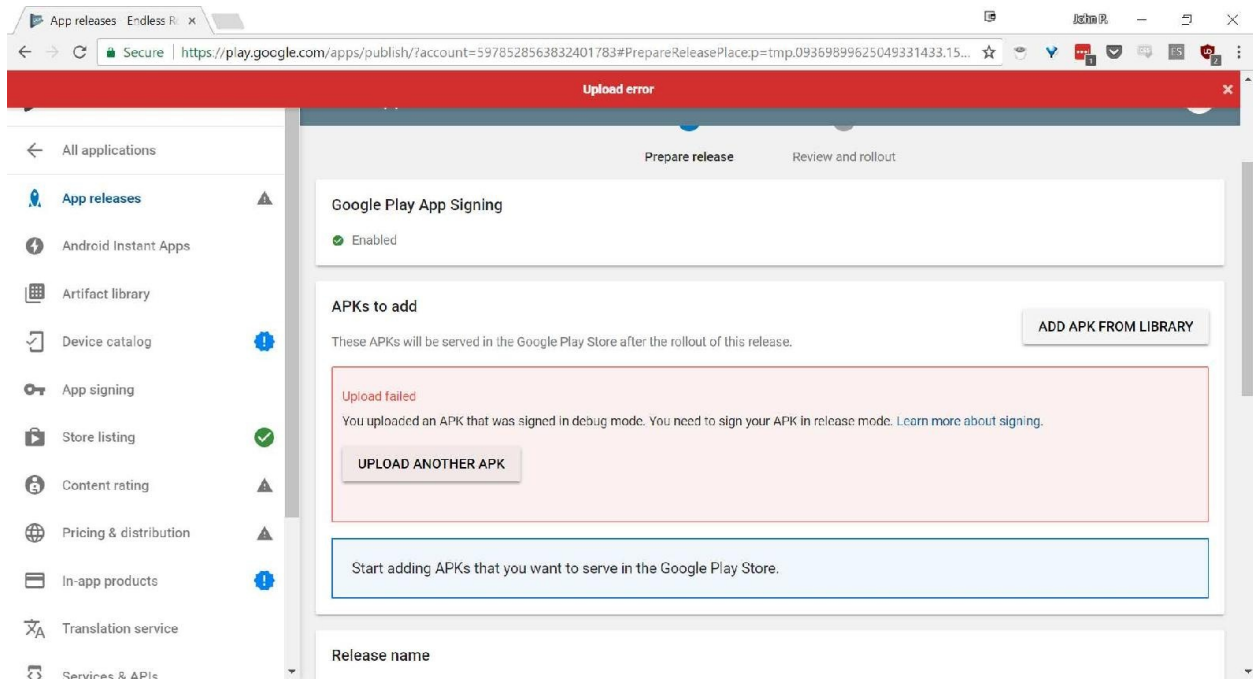 App releases - Endless R
John P.
Secure | https://play.google.com/apps/publish/?account=5978528563832401783#PrepareReleasePlace:p=tmp.09369899625049331433.15...
Upload error
All applications
App releases
Android Instant Apps
Artifact library
Device catalog
App signing
Store listing
Content rating
Pricing & distribution
In-app products
Translation service
Services & APIs
Prepare release
Review and rollout
Google Play App Signing
Enabled
APKs to add
ADD APK FROM LIBRARY
These APKs will be served in the Google Play Store after the rollout of this release.
Upload failed
You uploaded an APK that was signed in debug mode. You need to sign your APK in release mode. Learn more about signing.
UPLOAD ANOTHER APK
Start adding APKs that you want to serve in the Google Play Store.
Release name